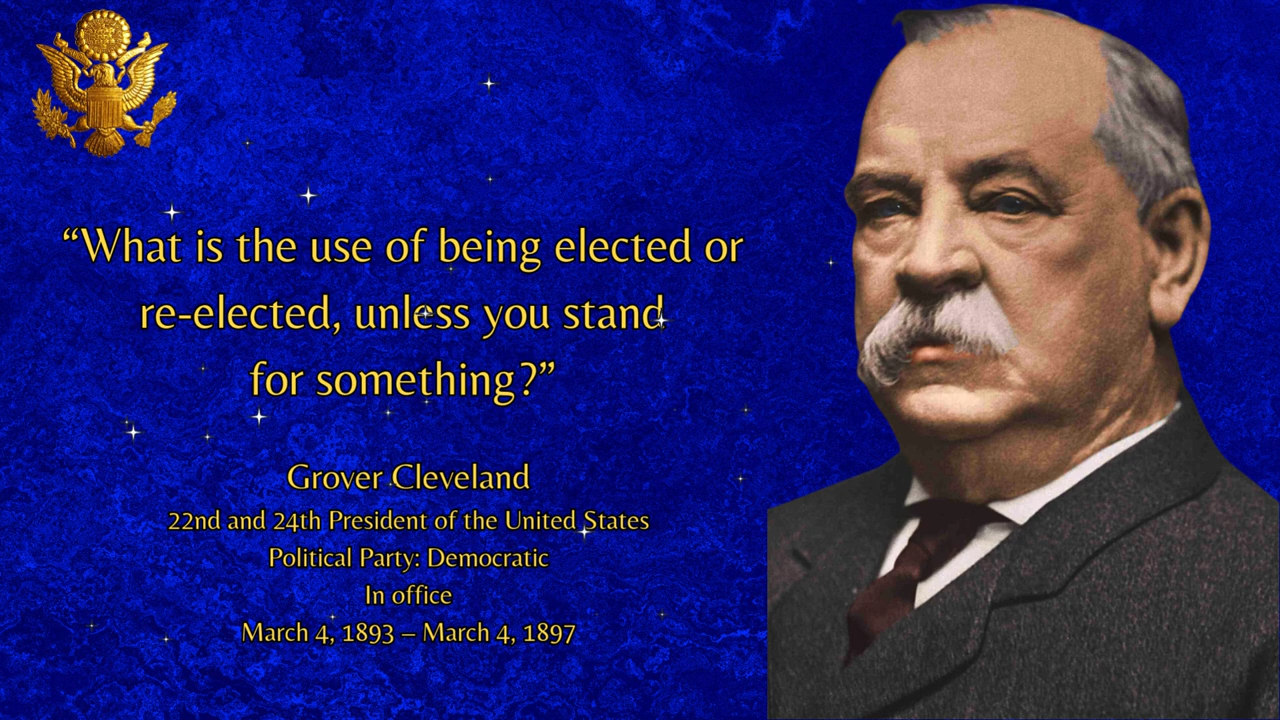 “What is the use of being elected or
re-elected, unless you stand
for something?”
Grover Cleveland
22nd and 24th President of the United States
Political Party: Democratic
In office
March 4, 1893 – March 4, 1897